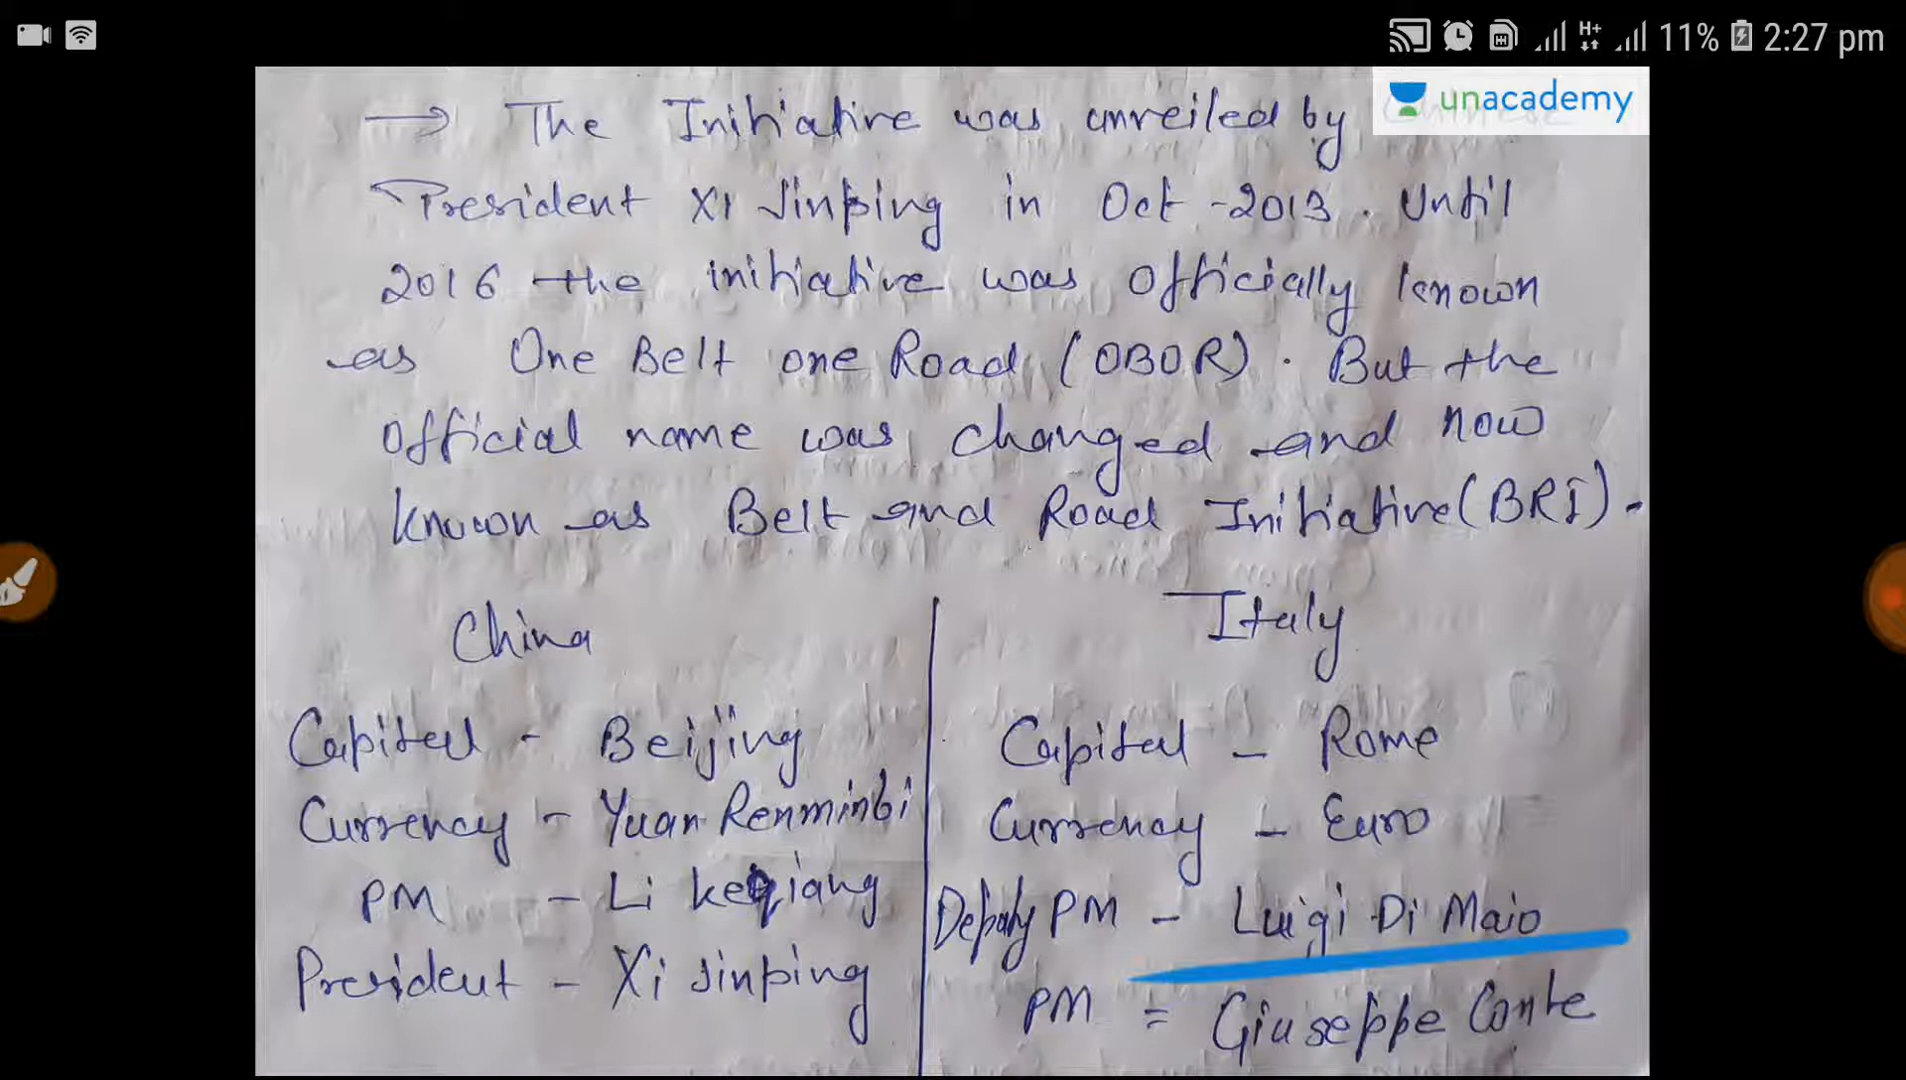 11% 2:27 pm
unacademy
→ The Initiative was unveiled by Chinese
President XI Jinping in Oct -2013. Until
2016 the initiative was officially known
as One Belt one Road (OBOR). But the
official name was changed and now
known as Belt and Road Initiative (BRI).
China
Capital - Beijing
Currency - Yuan Renminbi
PM - Li keqiang
President - Xi Jinping
Italy
Capital - Rome
Currency - Euro
Deputy PM - Luigi Di Maio
PM = Giuseppe Conte